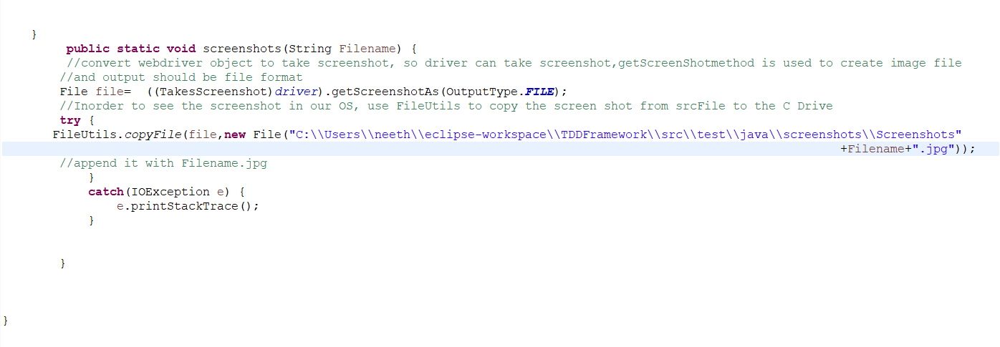 }
public static void screenshots(String Filename) {
//convert webdriver object to take screenshot, so driver can take screenshot,getScreenShotmethod is used to create image file
//and output should be file format
File file=  ((TakesScreenshot)driver).getScreenshotAs(OutputType.FILE);
//Inorder to see the screenshot in our OS, use FileUtils to copy the screen shot from srcFile to the C Drive
try {
FileUtils.copyFile(file,new File("C:\\Users\\neeth\\eclipse-workspace\\TDDFramework\\src\\test\\java\\screenshots\\Screenshots"
+Filename+".jpg"));
//append it with Filename.jpg
}
catch(IOException e) {
e.printStackTrace();
}
}
}